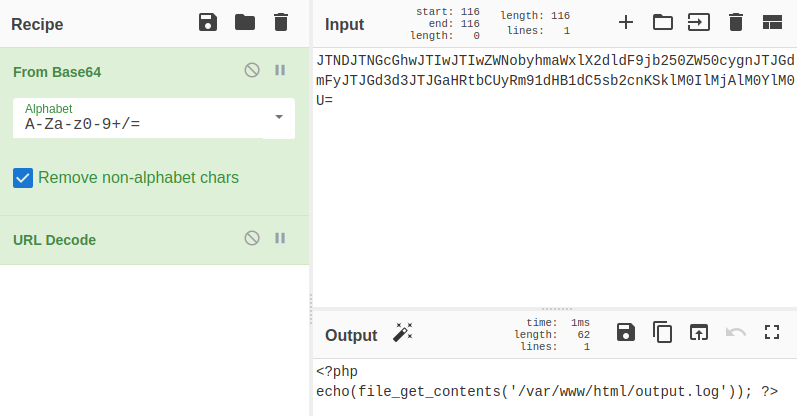 Recipe
From Base64
Alphabet
A-Za-z0-9+/=
Remove non-alphabet chars
URL Decode
Input
start: 116
end: 116
length: 0
length: 116
lines: 1
JTNDJTNGcGhwJTIwJTIwZWNobyhmaWxlX2dldF9jb250ZW50cygnJTJGd
mFyJTJGd3d3JTJGaHRtbCUyRm91dHB1dC5sb2cnKSklM0IlMjAlM0YlM0
U=
Output
time: 1ms
length: 62
lines: 1
<?php
echo(file_get_contents('/var/www/html/output.log')); ?>